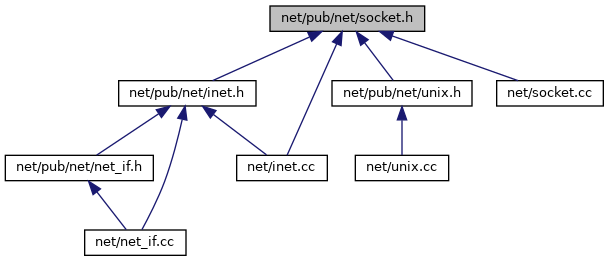 net/pub/net/socket.h
net/pub/net/inet.h
net/pub/net/unix.h
net/socket.cc
net/pub/net/net_if.h
net/inet.cc
net/unix.cc
net/net_if.cc